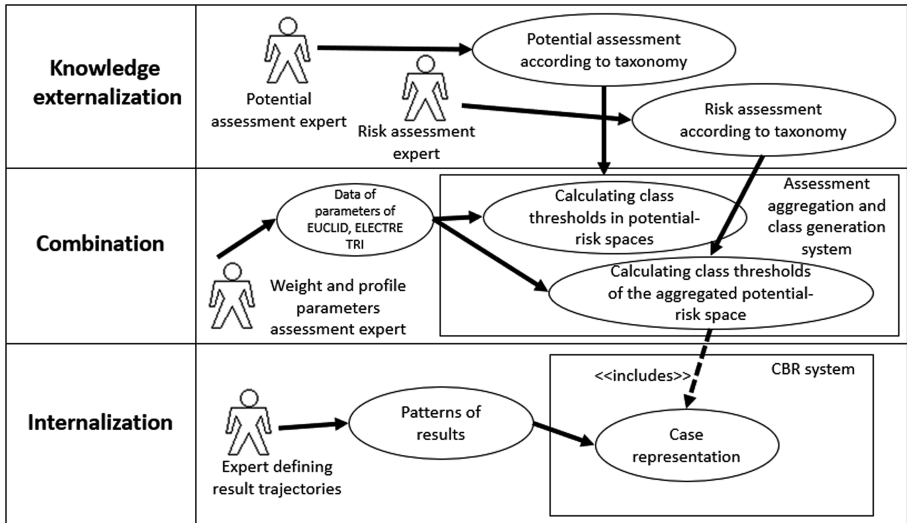 Knowledge
externalization
Potential
assessment expert
Risk assessment
expert
Potential assessment
according to taxonomy
Risk assessment
according to taxonomy
Combination
Weight and profile
parameters
assessment expert
Data of
parameters of
EUCLID, ELECTRE
TRI
Calculating class
thresholds in potential-
risk spaces
Assessment
aggregation and
class generation
system
Calculating class thresholds
of the aggregated potential-
risk space
Internalization
Expert defining
result trajectories
Patterns of
results
<<includes>>
CBR system
Case
representation